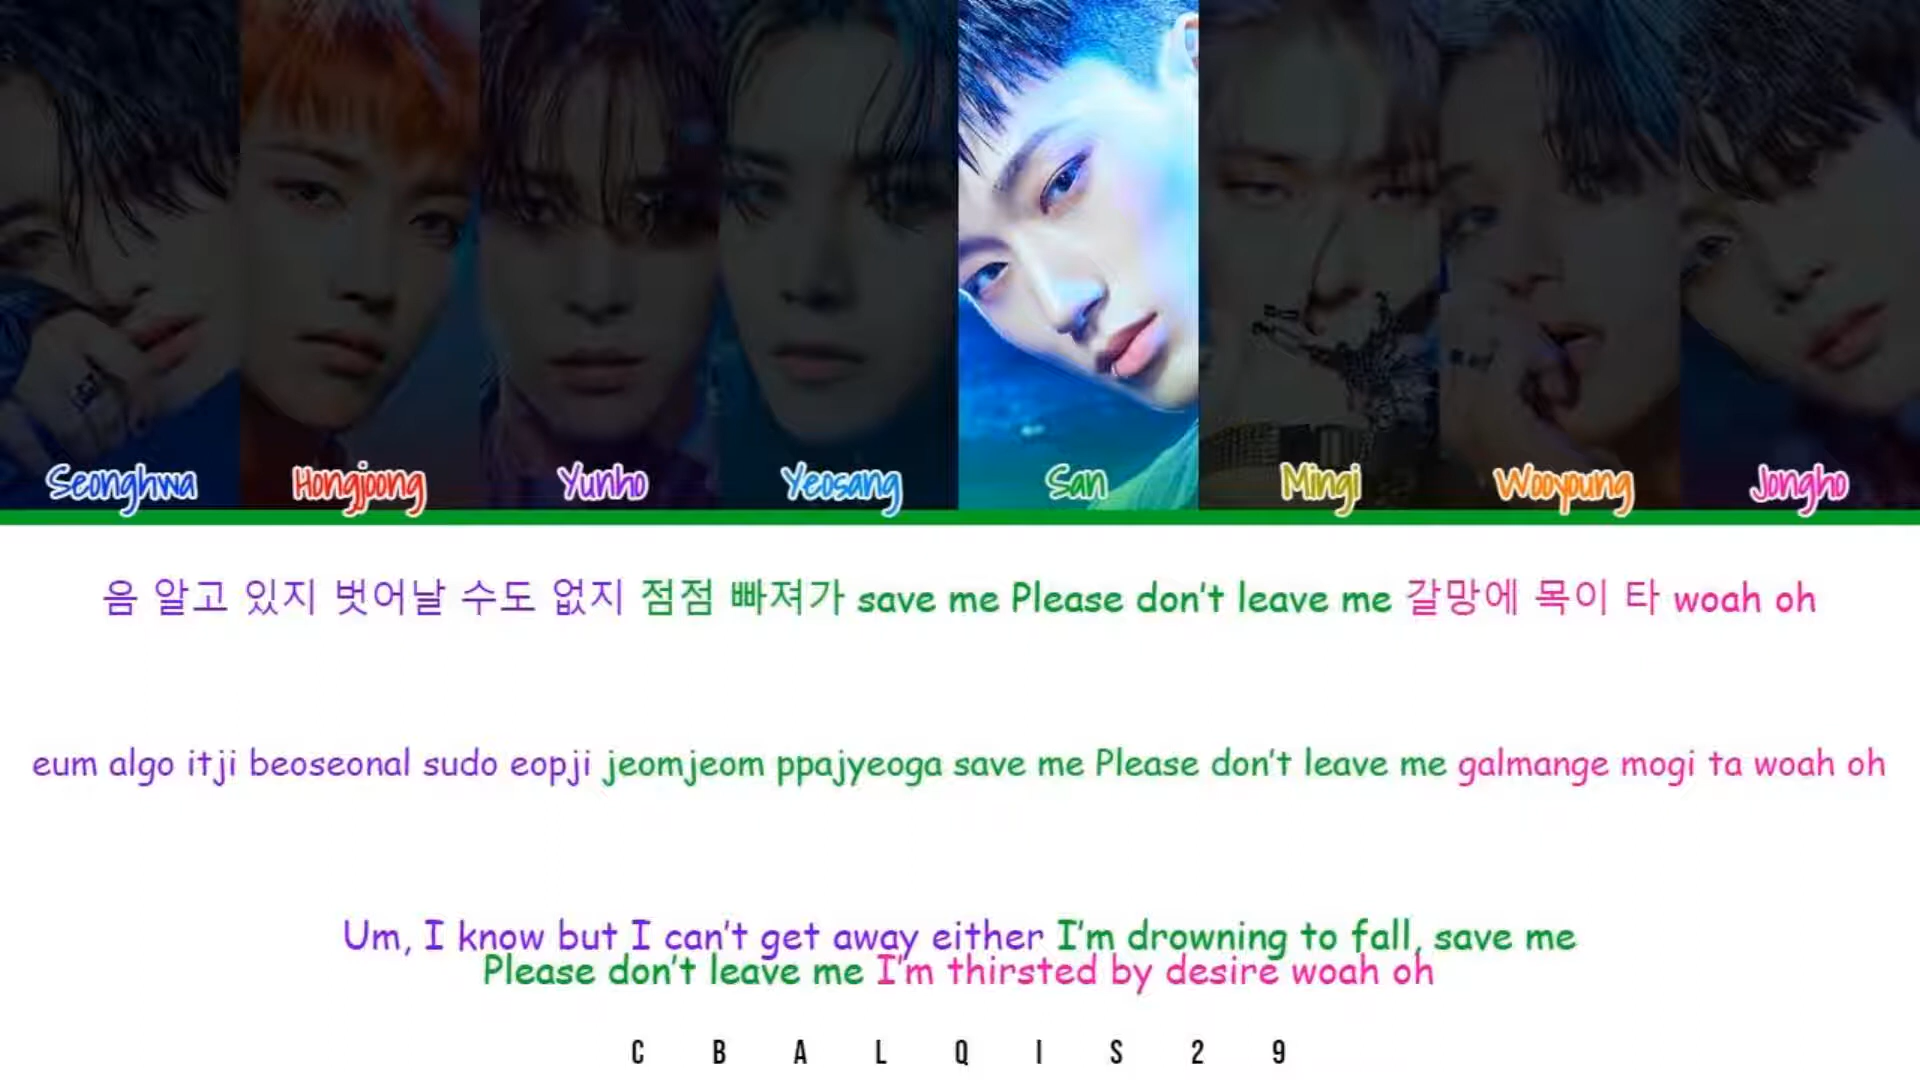 Seonghwa Hongjoong Yunho Yeosang San Mingi Wooyoung Jongho
음 알고 있지 벗어날 수도 없지 점점 빠져가 save me Please don't leave me 갈망에 목이 타 woah oh
eum algo itji beoseonal sudo eopji jeomjeom ppajyeoga save me Please don't leave me galmange mogi ta woah oh
Um, I know but I can't get away either I'm drowning to fall, save me
Please don't leave me I'm thirsted by desire woah oh
C B A L Q I S 2 9